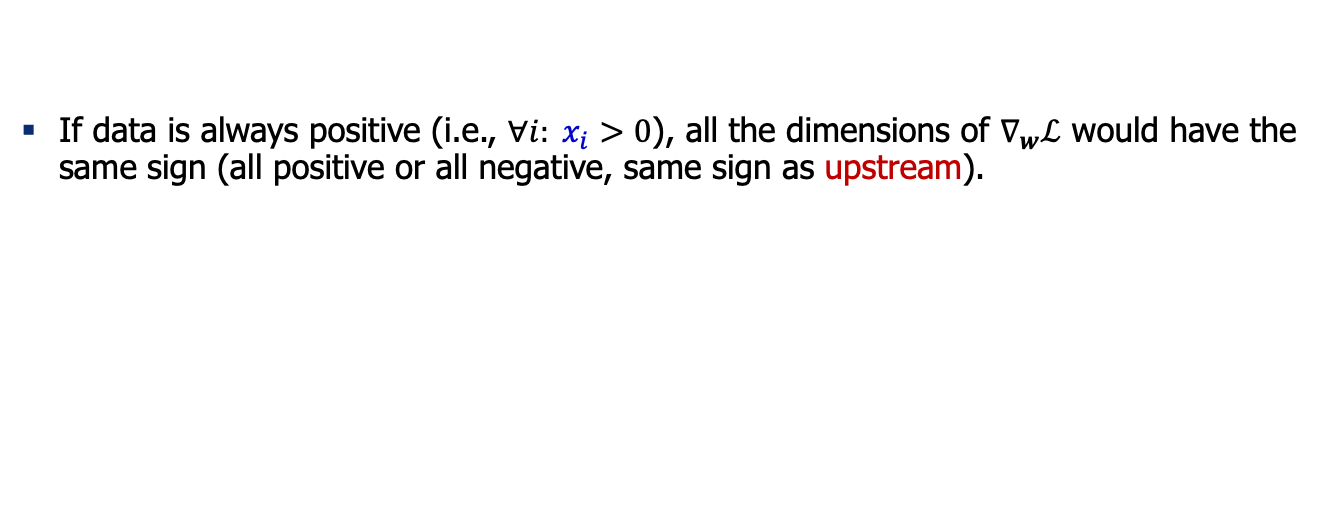 ▪ If data is always positive (i.e., ∀𝑖: 𝒙𝒊 > 0), all the dimensions of ∇𝒘ℒ would have the
same sign (all positive or all negative, same sign as upstream).